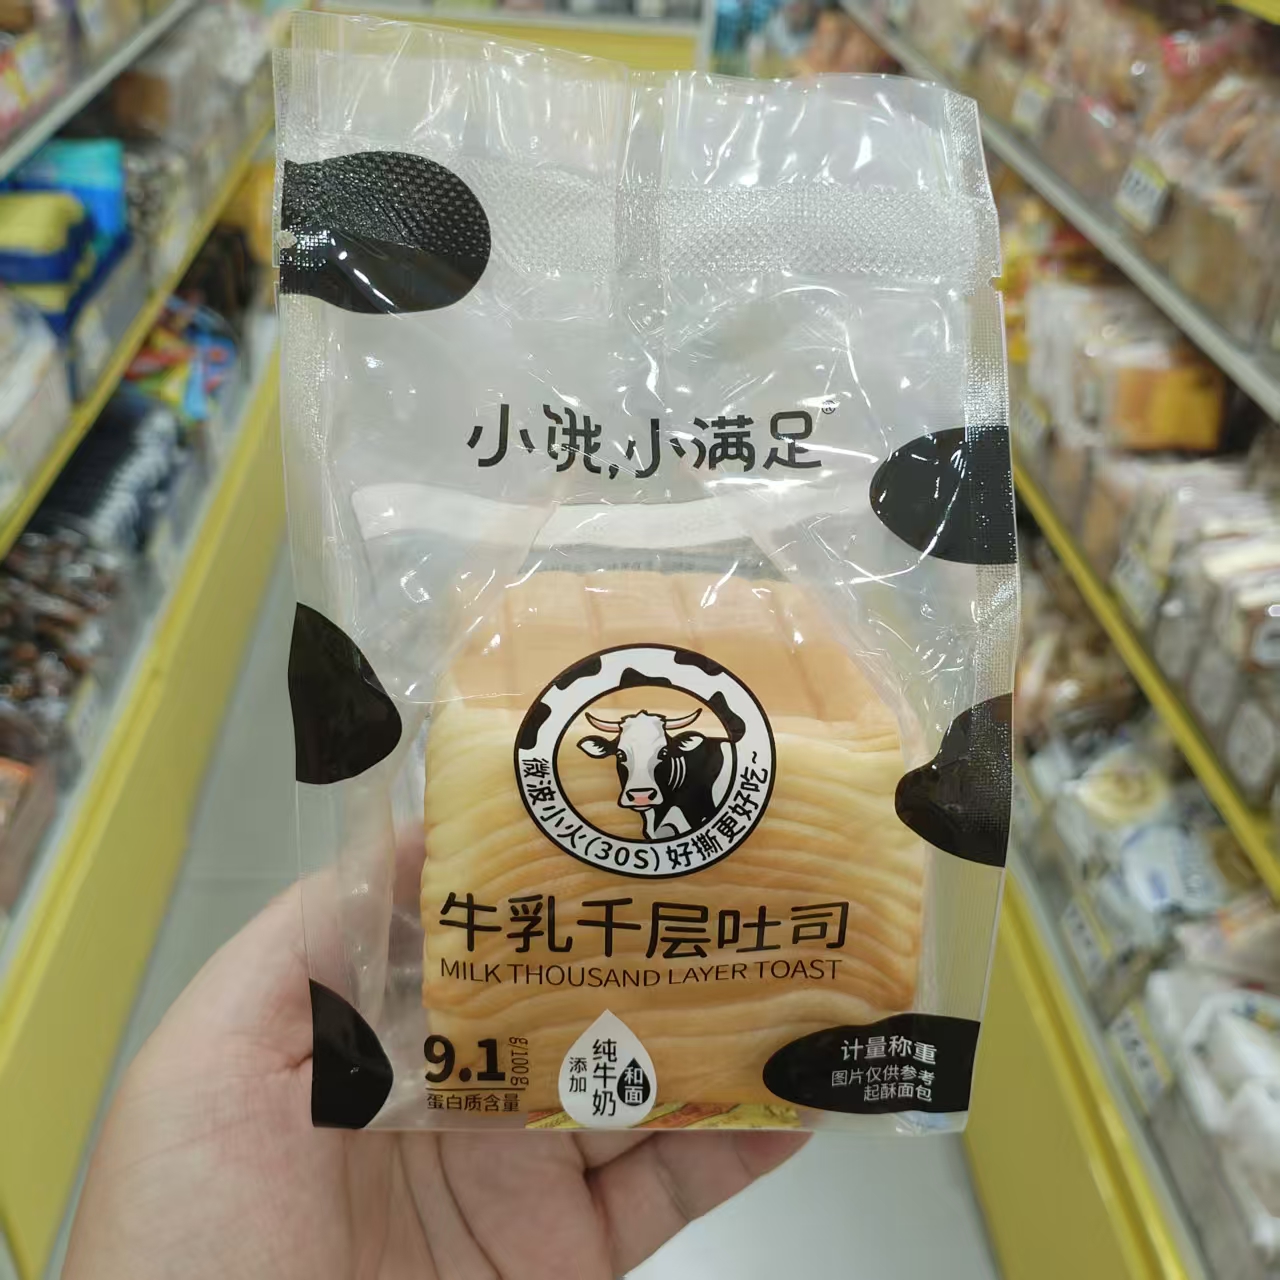 小诜,小满足®
微波小火(30S)好撕更好吃~
牛乳千层吐司
MILK THOUSAND LAYER TOAST
9.1g/100g
蛋白质含量
添加
纯牛奶
和面
计量称重
图片仅供参考
起酥面包